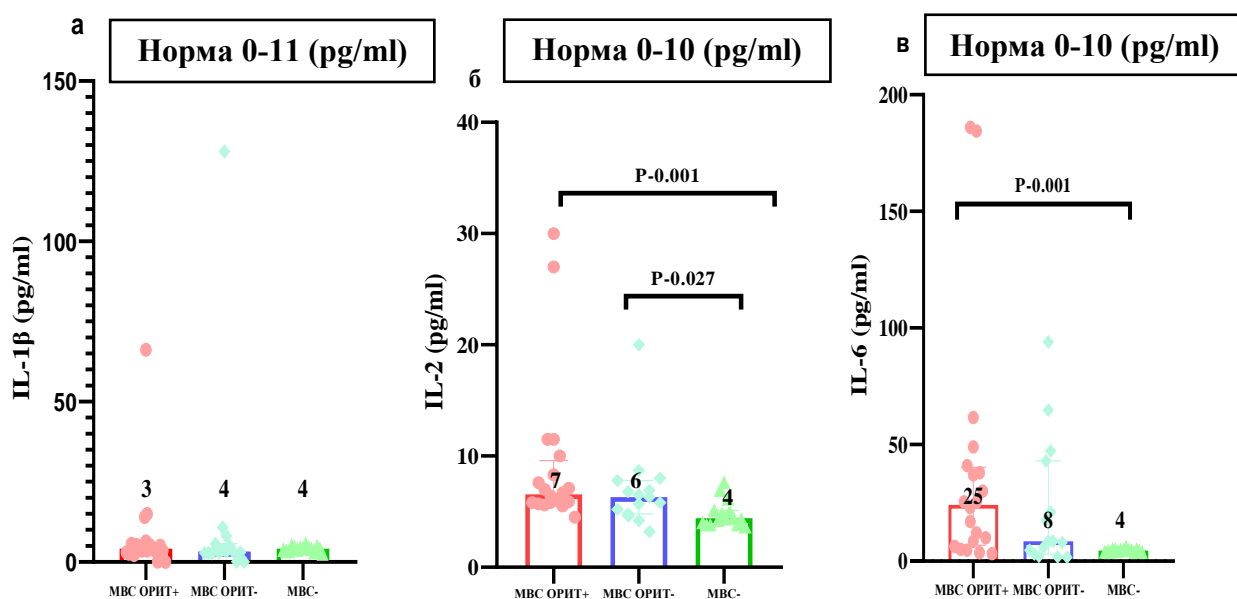 а
Норма 0-11 (pg/ml)
IL-1β (pg/ml)
150
100
50
0
3
4
4
МВС ОРИТ+
МВС ОРИТ-
МВС-
б
Норма 0-10 (pg/ml)
IL-2 (pg/ml)
40
30
20
10
0
P-0.001
P-0.027
7
6
4
МВС ОРИТ+
МВС ОРИТ-
МВС-
в
Норма 0-10 (pg/ml)
IL-6 (pg/ml)
200
150
100
50
0
P-0.001
25
8
4
МВС ОРИТ+
МВС ОРИТ-
МВС-